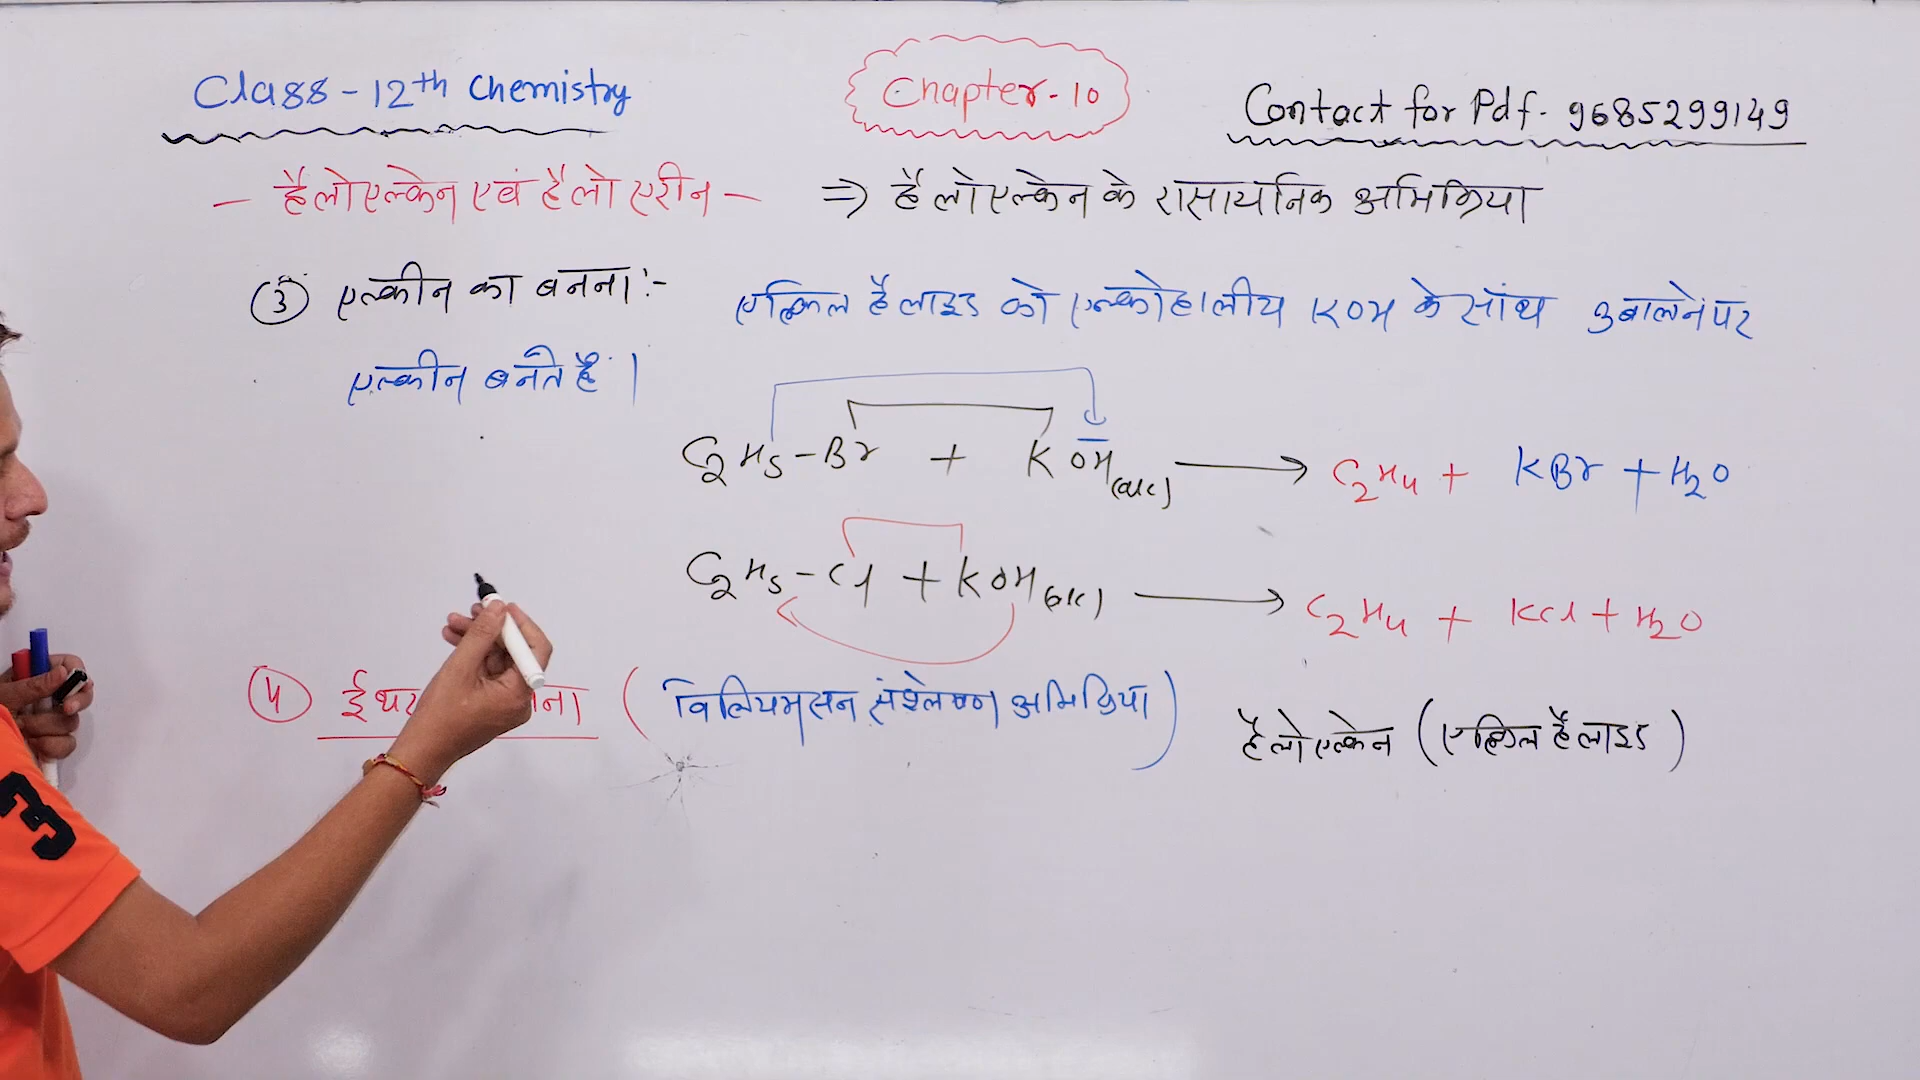 Class - 12th Chemistry
Chapter - 10
Contact for Pdf - 9685299149
- हैलोएल्केन एवं हैलोएरीन -
⇒ हैलोएल्केन के रासायनिक अभिक्रिया
③ एल्कीन का बनना :-
एल्किल हैलाइड को एल्कोहालीय KOH के साथ उबालने पर
एल्कीन बनते है।
C2H5-Br + KOH(alc) → C2H4 + KBr + H2O
C2H5-Cl + KOH(alc) → C2H4 + KCl + H2O
④ ईथर ना (विलियमसन संश्लेषण अभिक्रिया)
हैलोएल्केन (एल्किल हैलाइड)
3